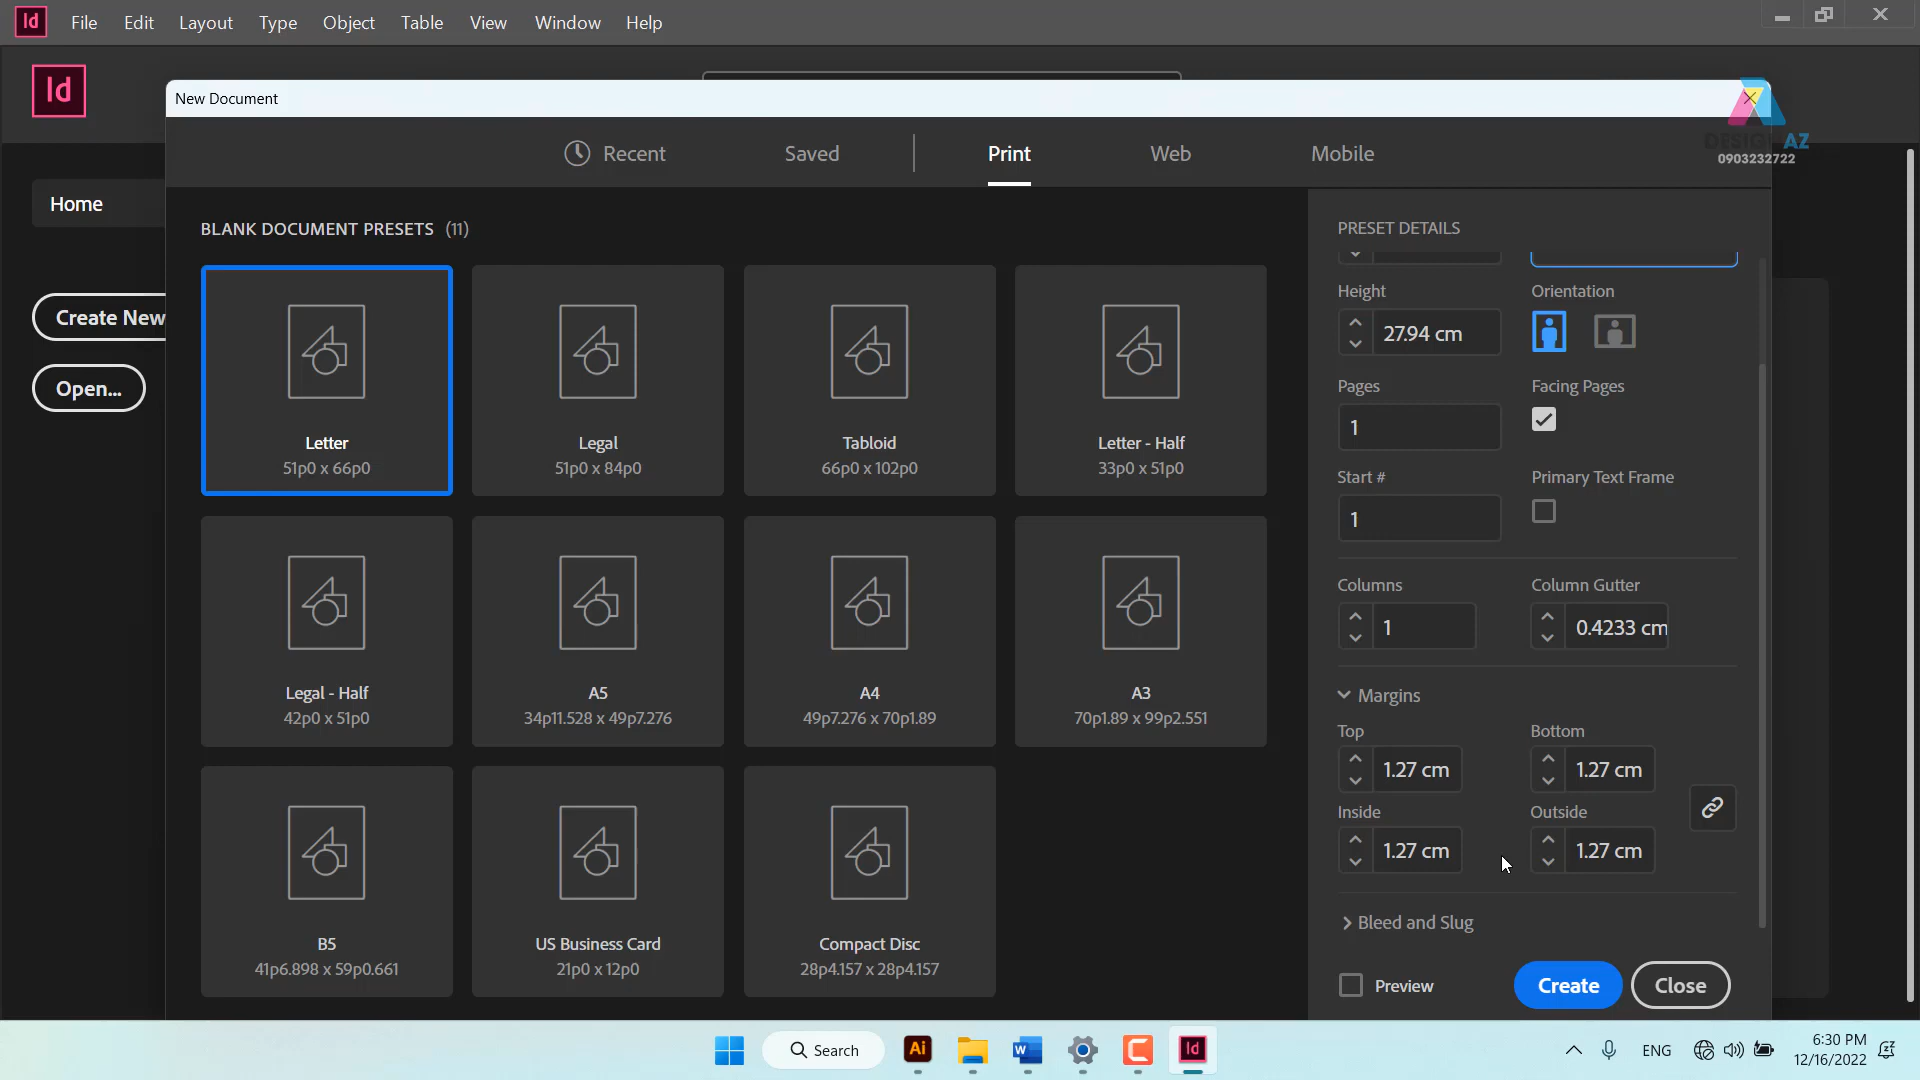 Id File Edit Layout Type Object Table View Window Help
Id
New Document
DESIGN AZ
0903232722
Recent Saved Print Web Mobile
Home
Create New
Open...
BLANK DOCUMENT PRESETS (11)
Letter
51p0 x 66p0
Legal
51p0 x 84p0
Tabloid
66p0 x 102p0
Letter - Half
33p0 x 51p0
Legal - Half
42p0 x 51p0
A5
34p11.528 x 49p7.276
A4
49p7.276 x 70p1.89
A3
70p1.89 x 99p2.551
B5
41p6.898 x 59p0.661
US Business Card
21p0 x 12p0
Compact Disc
28p4.157 x 28p4.157
PRESET DETAILS
Height Orientation
27.94 cm
Pages Facing Pages
1
Start # Primary Text Frame
1
Columns Column Gutter
1 0.4233 cm
Margins
Top Bottom
1.27 cm 1.27 cm
Inside Outside
1.27 cm 1.27 cm
Bleed and Slug
Preview Create Close
Search Ai W C Id
ENG
6:30 PM
12/16/2022